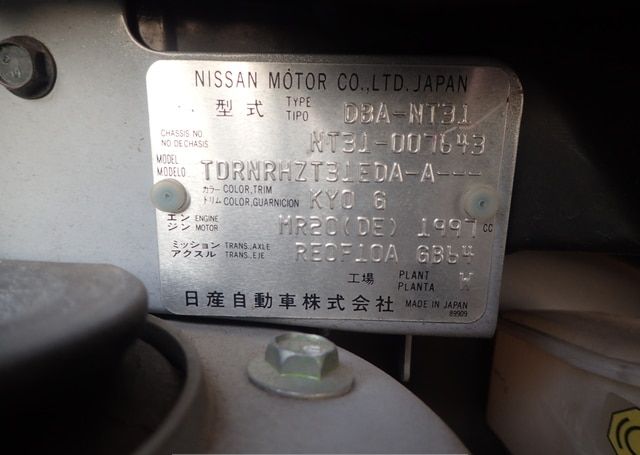 NISSAN MOTOR CO., LTD. JAPAN
型式 TYPE TIPO DBA-NT31
CHASSIS NO NO DE CHASIS NT31-007643
MODEL MODELO TDRNRHZT31EDA-A---
カラー COLOR,TRIM トリム COLOR,GUARNICION KY0 G
エンジン ENGINE MOTOR MR20(DE) 1997 cc
ミッション アクスル TRANS.,AXLE TRANS.,EJE RE0F10A GB64
工場 PLANT PLANTA W
日産自動車株式会社 MADE IN JAPAN
89909